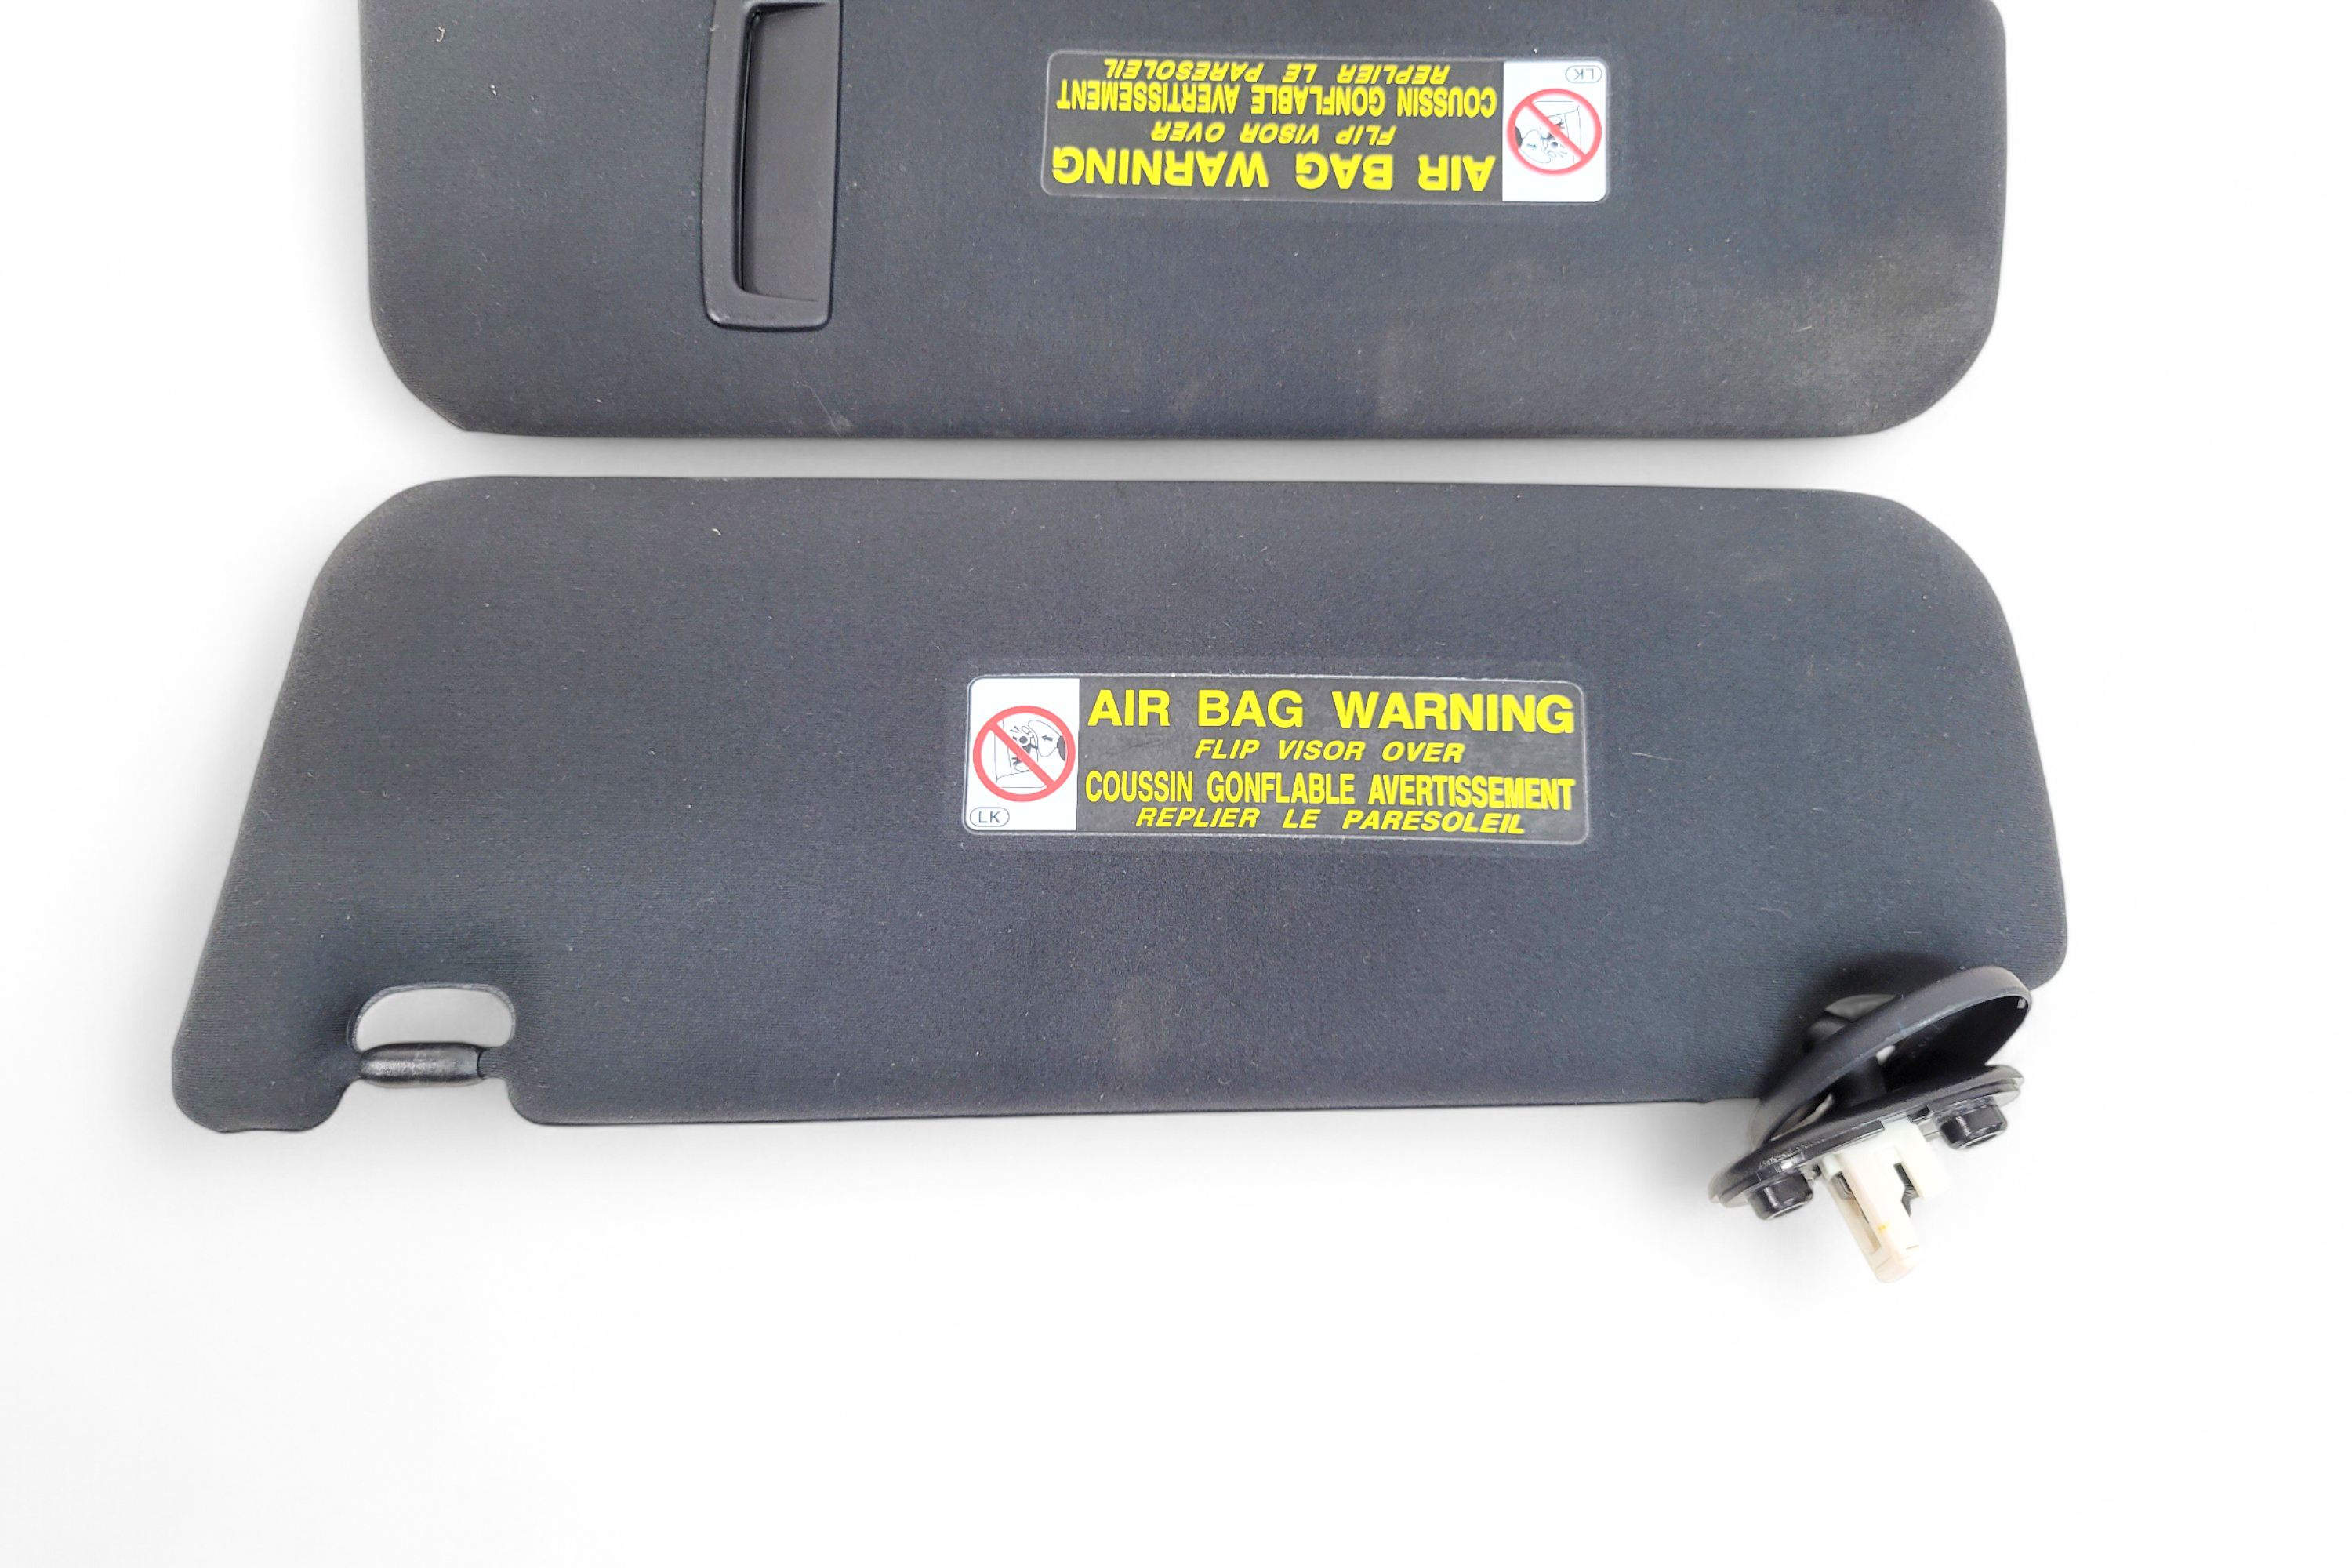 REPLIER LE PARESOLEIL
COUSSIN GONFLABLE AVERTISSEMENT
FLIP VISOR OVER
AIR BAG WARNING
LK
AIR BAG WARNING
FLIP VISOR OVER
COUSSIN GONFLABLE AVERTISSEMENT
REPLIER LE PARESOLEIL
LK